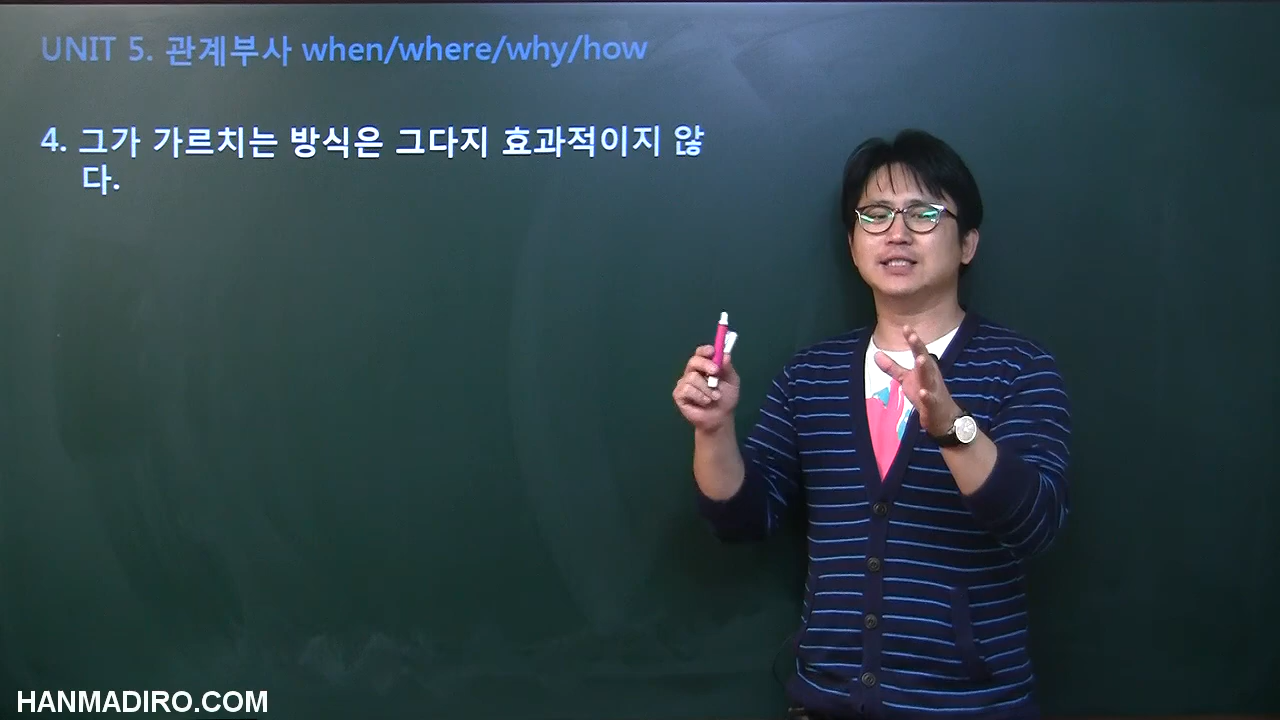 UNIT 5. 관계부사 when/where/why/how
4. 그가 가르치는 방식은 그다지 효과적이지 않
다.
HANMADIRO.COM